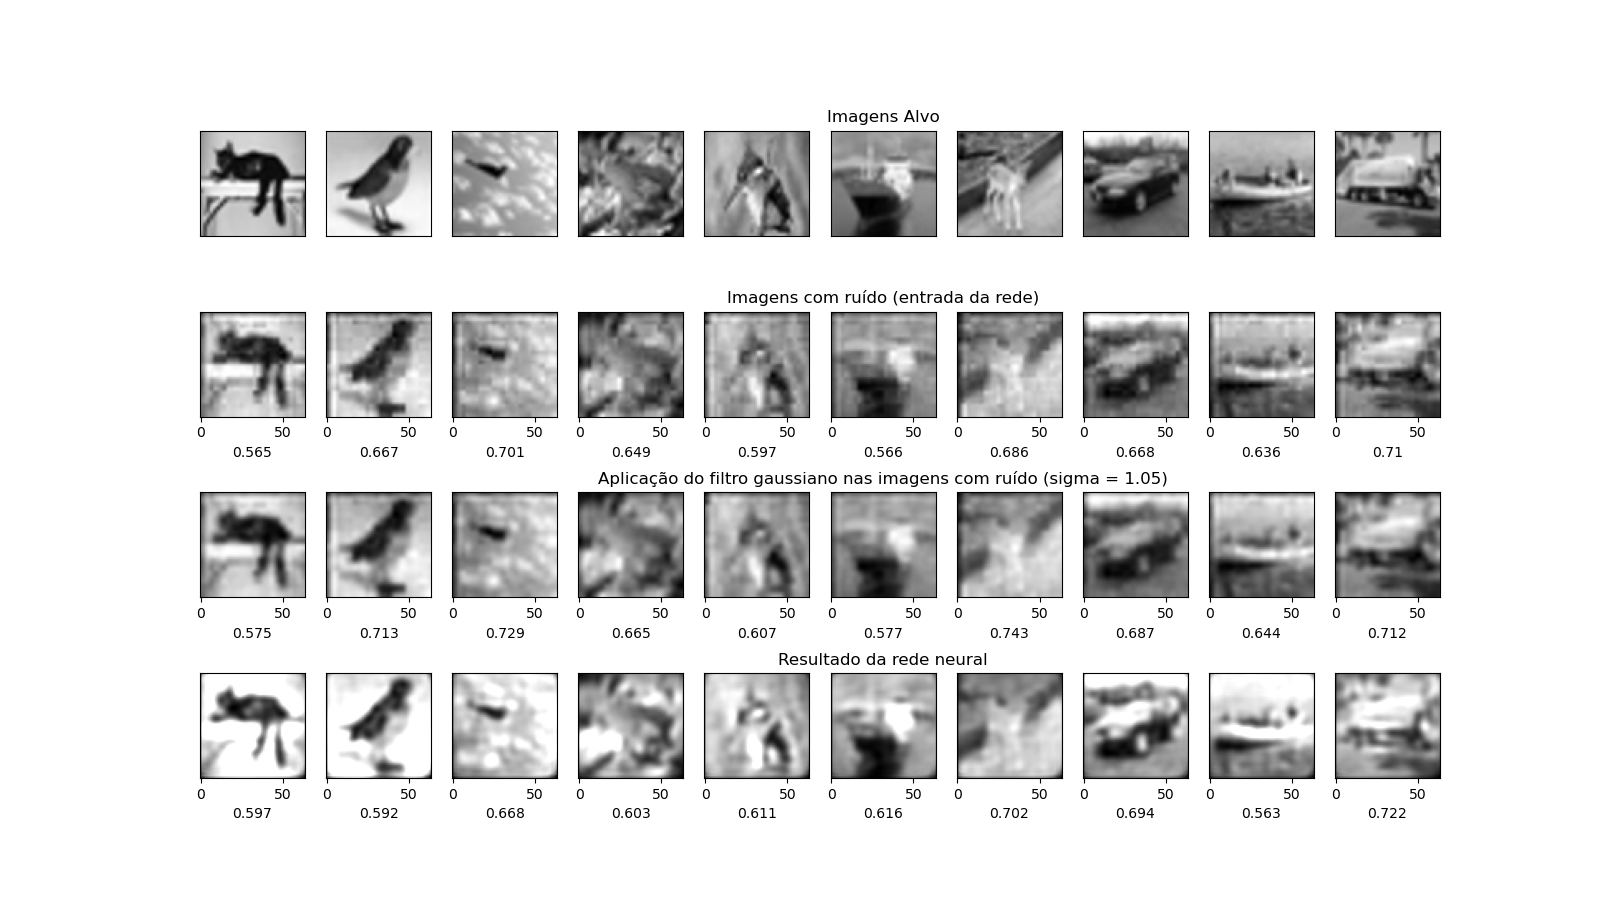 Imagens Alvo
Imagens com ruído (entrada da rede)
0 50 0 50 0 50 0 50 0 50 0 50 0 50 0 50 0 50 0 50
0.565 0.667 0.701 0.649 0.597 0.566 0.686 0.668 0.636 0.71
Aplicação do filtro gaussiano nas imagens com ruído (sigma = 1.05)
0 50 0 50 0 50 0 50 0 50 0 50 0 50 0 50 0 50 0 50
0.575 0.713 0.729 0.665 0.607 0.577 0.743 0.687 0.644 0.712
Resultado da rede neural
0 50 0 50 0 50 0 50 0 50 0 50 0 50 0 50 0 50 0 50
0.597 0.592 0.668 0.603 0.611 0.616 0.702 0.694 0.563 0.722